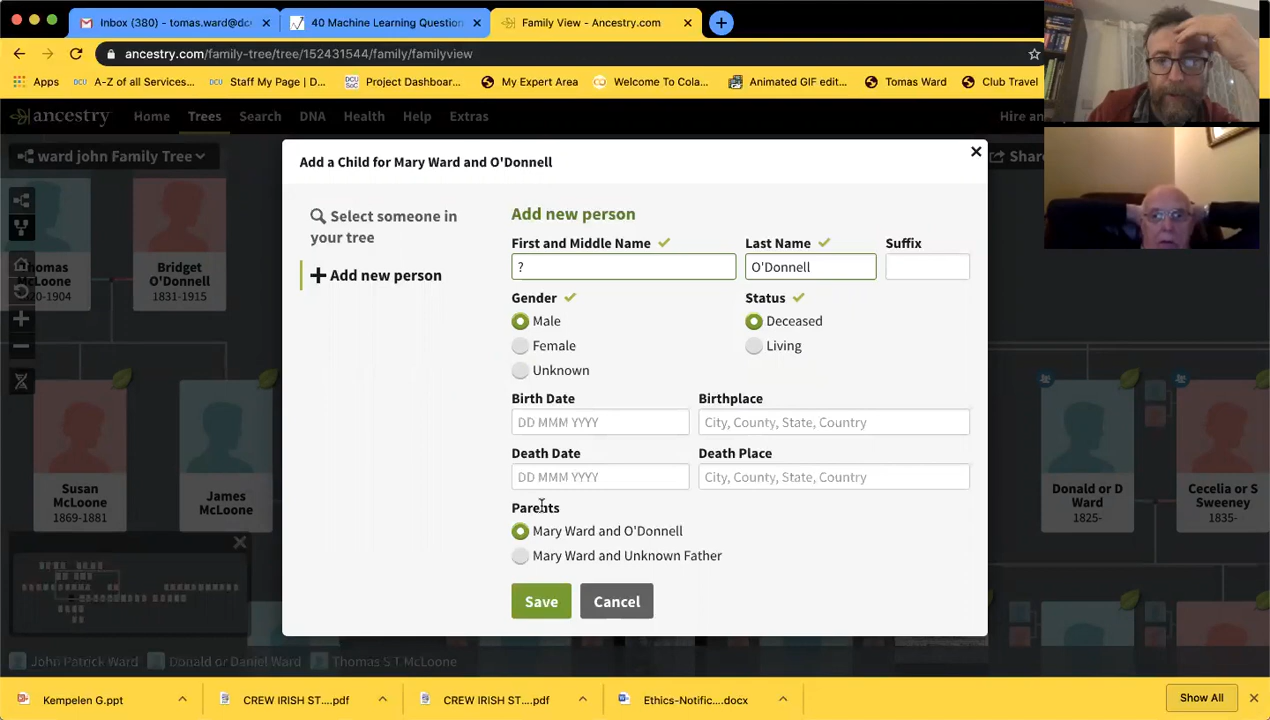 Inbox (380) - tomas.ward@dc
40 Machine Learning Question
Family View - Ancestry.com
ancestry.com/family-tree/tree/152431544/family/familyview
Apps
DCU A-Z of all Services...
DCU Staff My Page | D...
DCU SoC Project Dashboar...
My Expert Area
Welcome To Cola...
Animated GIF edi...
Tomas Ward
Club Travel
ancestry
Home
Trees
Search
DNA
Health
Help
Extras
Hire an
ward john Family Tree
Share
Add a Child for Mary Ward and O'Donnell
Select someone in
your tree
Add new person
Add new person
First and Middle Name
Last Name
Suffix
?
O'Donnell
Gender
Status
Male
Deceased
Female
Living
Unknown
Birth Date
Birthplace
DD MMM YYYY
City, County, State, Country
Death Date
Death Place
DD MMM YYYY
City, County, State, Country
Parents
Mary Ward and O'Donnell
Mary Ward and Unknown Father
Save
Cancel
McLoone
-1904
Bridget
O'Donnell
1831-1915
Susan
McLoone
1869-1881
James
McLoone
Donald or D
Ward
1825-
Cecelia or S
Sweeney
1835-
John Patrick Ward
Donald or Daniel Ward
Thomas S T McLoone
Kempelen G.ppt
CREW IRISH ST....pdf
CREW IRISH ST....pdf
Ethics-Notific....docx
Show All